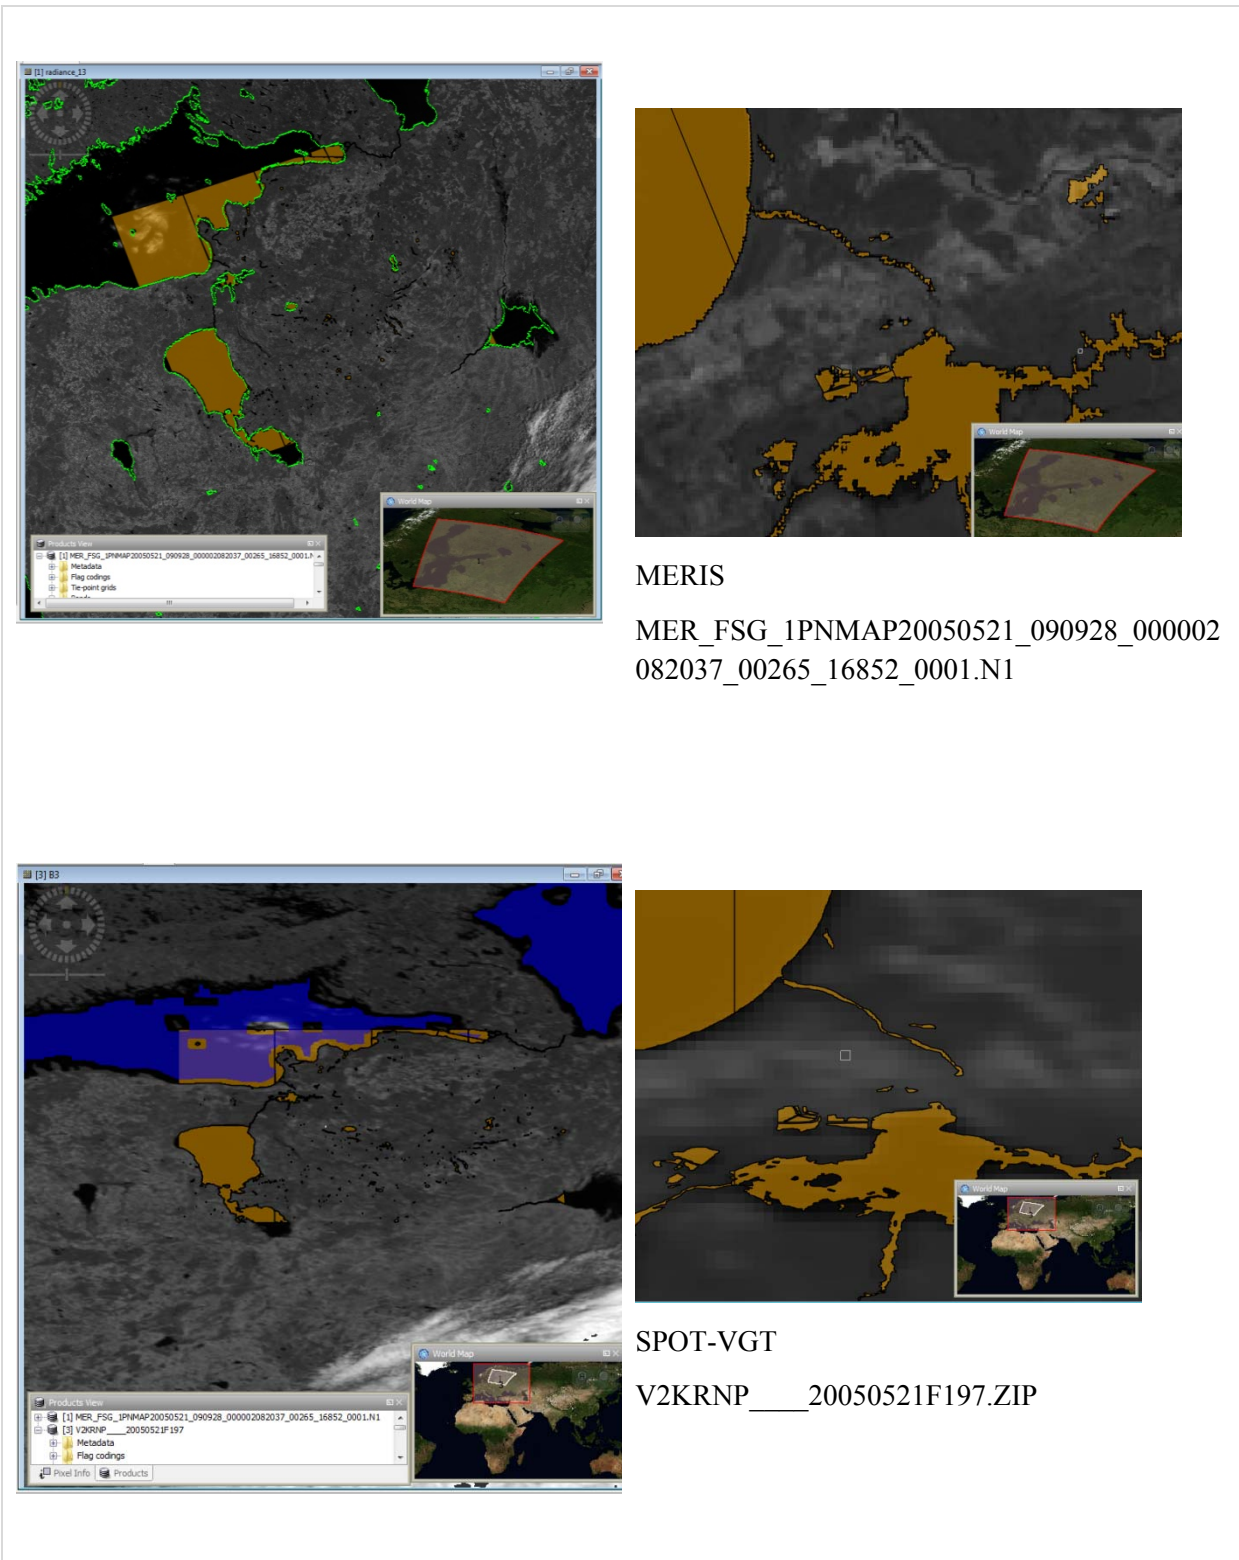 [1] radiance_13
World Map
Products View
[1] MER_FSG_1PNMAP20050521_090928_000002082037_00265_16852_0001.N
Metadata
Flag codings
Tie-point grids
World Map
MERIS
MER_FSG_1PNMAP20050521_090928_000002
082037_00265_16852_0001.N1
[3] B3
World Map
Products View
[1] MER_FSG_1PNMAP20050521_090928_000002082037_00265_16852_0001.N1
[3] V2KRNP____20050521F197
Metadata
Flag codings
Pixel Info Products
World Map
SPOT-VGT
V2KRNP____20050521F197.ZIP